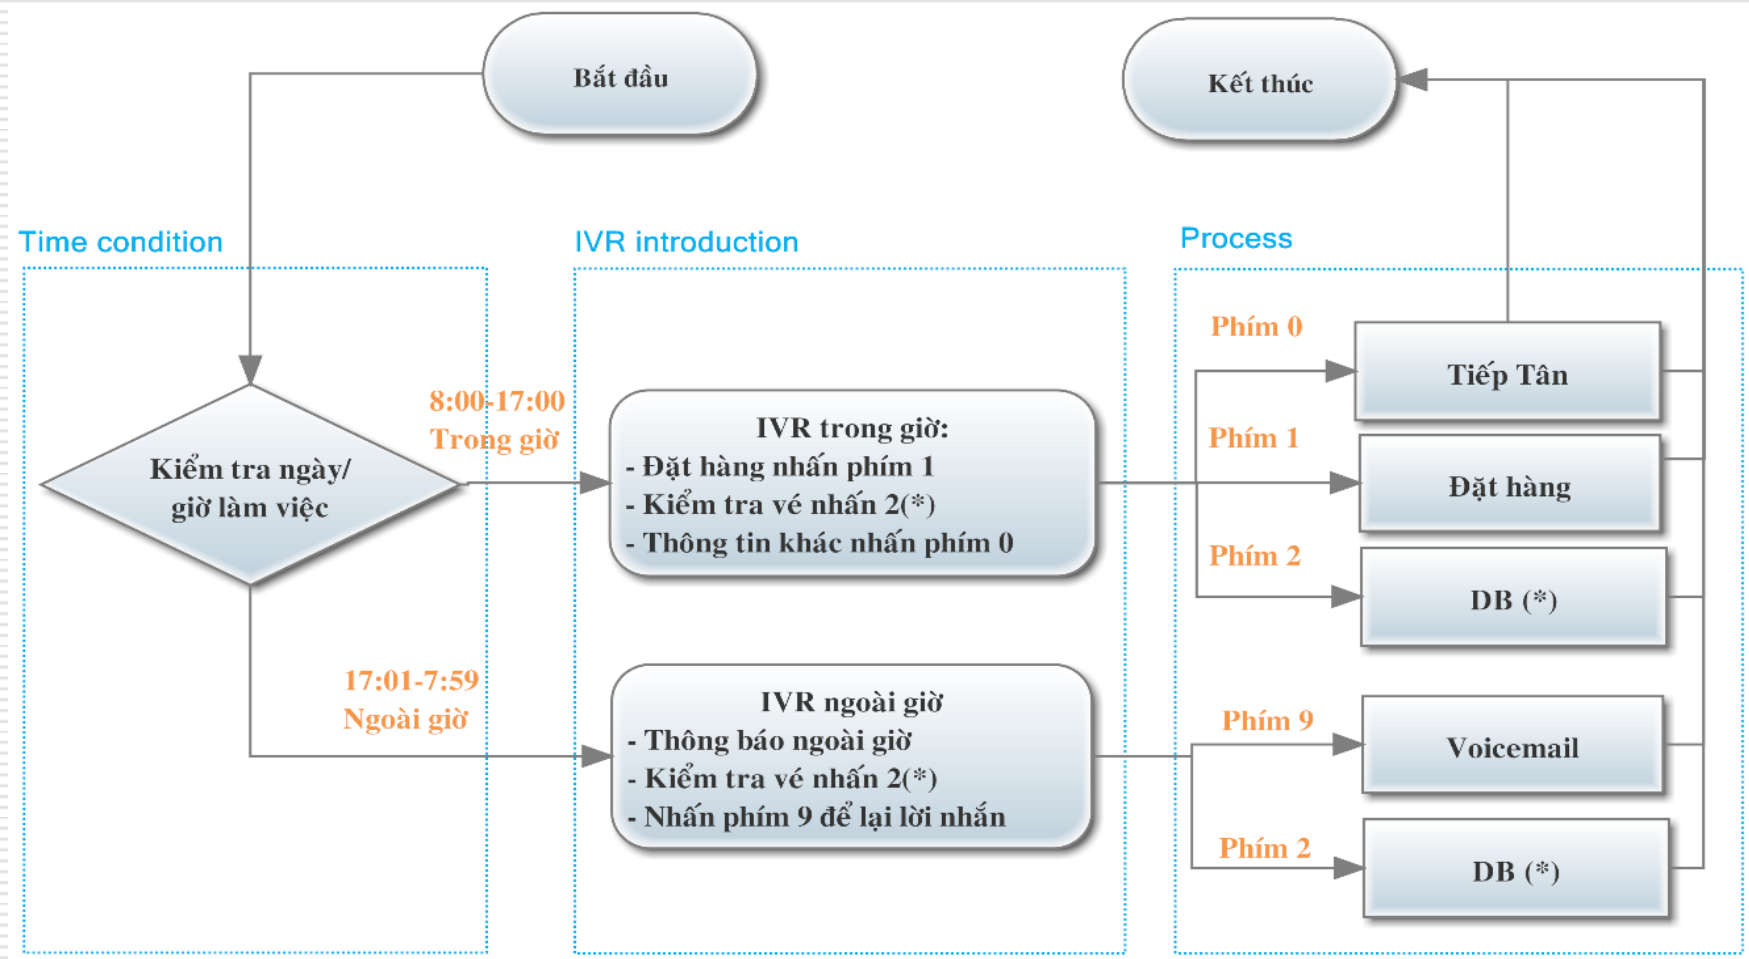 Bắt đầu
Kết thúc
Time condition
IVR introduction
Process
Kiểm tra ngày/
giờ làm việc
8:00-17:00
Trong giờ
17:01-7:59
Ngoài giờ
IVR trong giờ:
- Đặt hàng nhấn phím 1
- Kiểm tra vé nhấn 2(*)
- Thông tin khác nhấn phím 0
IVR ngoài giờ
- Thông báo ngoài giờ
- Kiểm tra vé nhấn 2(*)
- Nhấn phím 9 để lại lời nhắn
Phím 0
Tiếp Tân
Phím 1
Đặt hàng
Phím 2
DB (*)
Phím 9
Voicemail
Phím 2
DB (*)